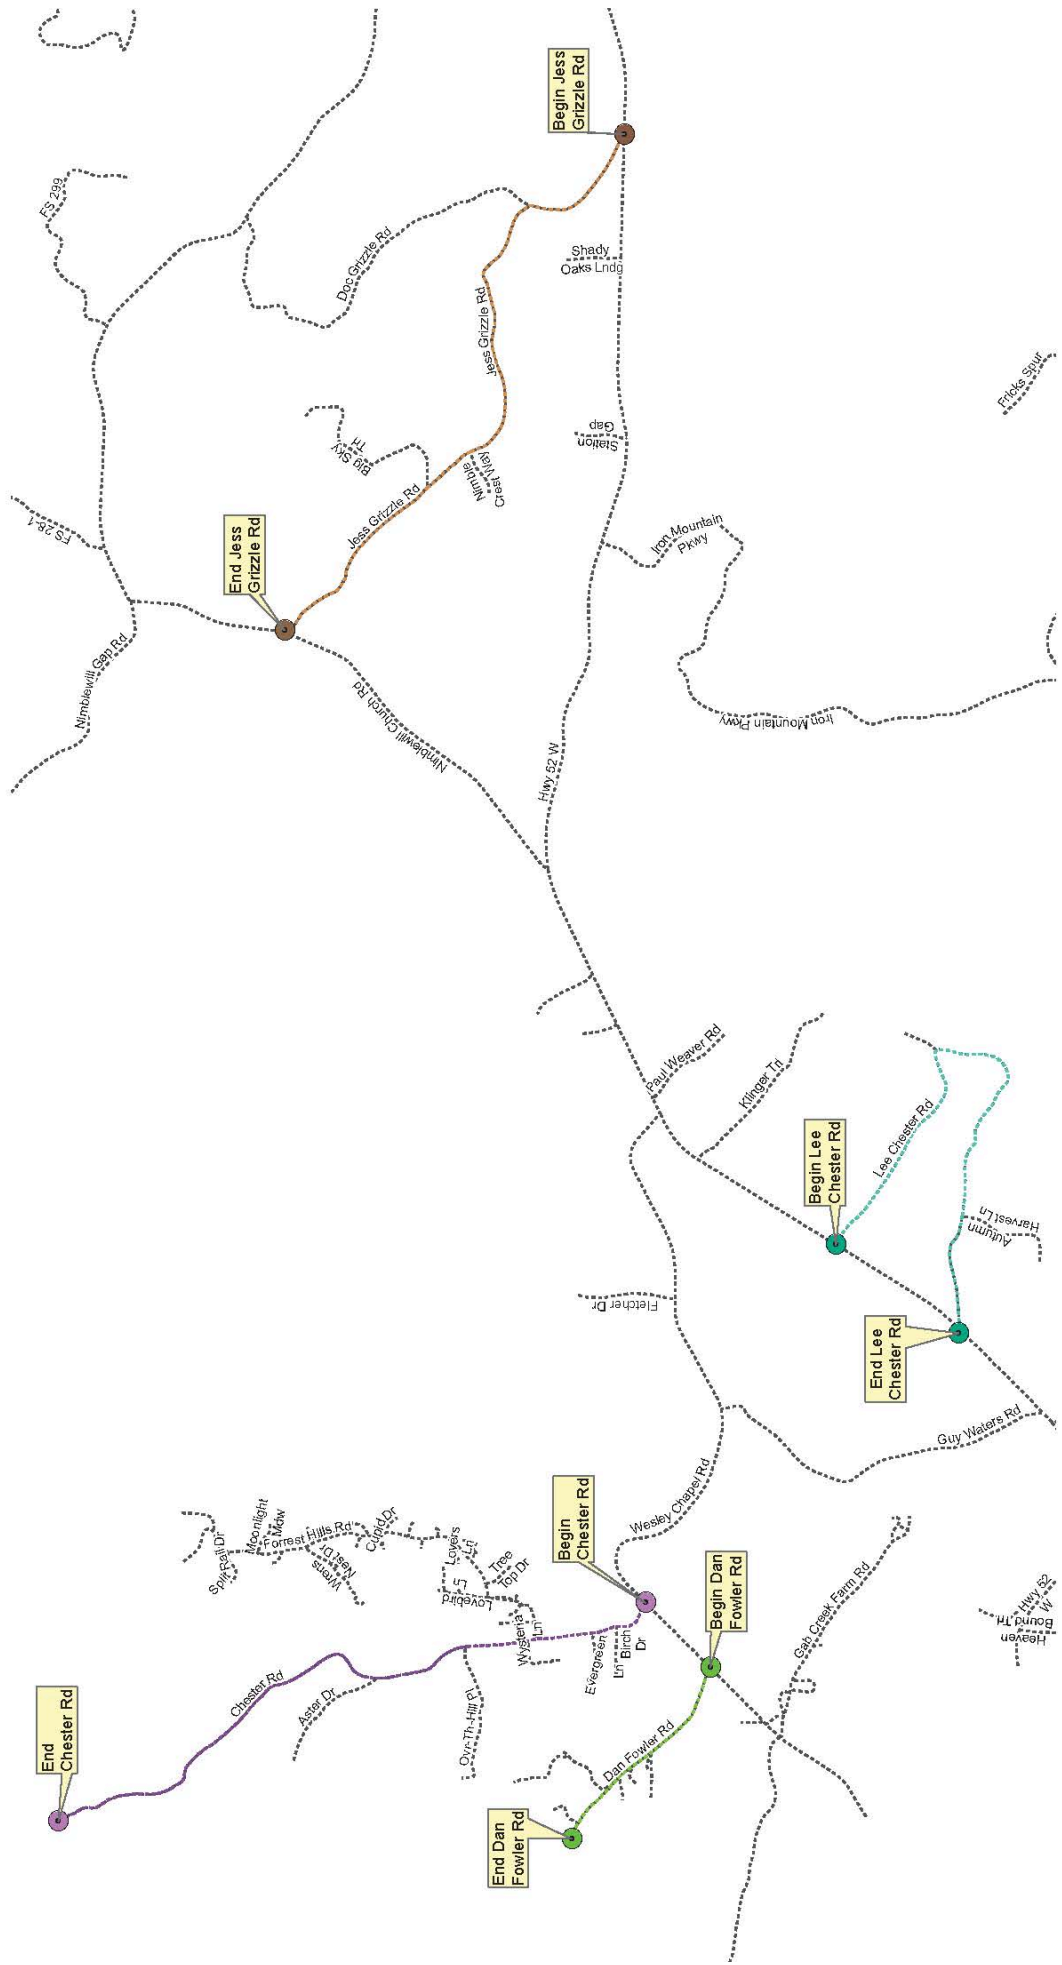 Begin Jess
Grizzle Rd
FS 299
Doc Grizzle Rd
Shady
Oaks Lndg
Jess Grizzle Rd
Fricks Spur
Big Sky
Trl
Station
Gap
Nimble
Crest Way
Jess Grizzle Rd
FS 28-1
End Jess
Grizzle Rd
Iron Mountain
Pkwy
Nimblewill Gap Rd
Nimblewill Church Rd
Iron Mountain Pkwy
Hwy 52 W
Paul Weaver Rd
Klinger Trl
Lee Chester Rd
Begin Lee
Chester Rd
Autumn
Harvest Ln
Fletcher Dr
End Lee
Chester Rd
Guy Waters Rd
Wesley Chapel Rd
Begin
Chester Rd
Split Rail Dr
Moonlight
Mdw
Forrest Hills Rd
Cupid Dr
Wrens
Nest Dr
Lovers
Ln
Tree
Top Dr
Lovebird
Ln
Wysteria
Ln
Evergreen
Ln
Birch
Dr
Begin Dan
Fowler Rd
Gab Creek Farm Rd
Hwy 52
W
Heaven
Bound Trl
Chester Rd
Aster Dr
Ovr-Th-Hill Pl
Dan Fowler Rd
End
Chester Rd
End Dan
Fowler Rd